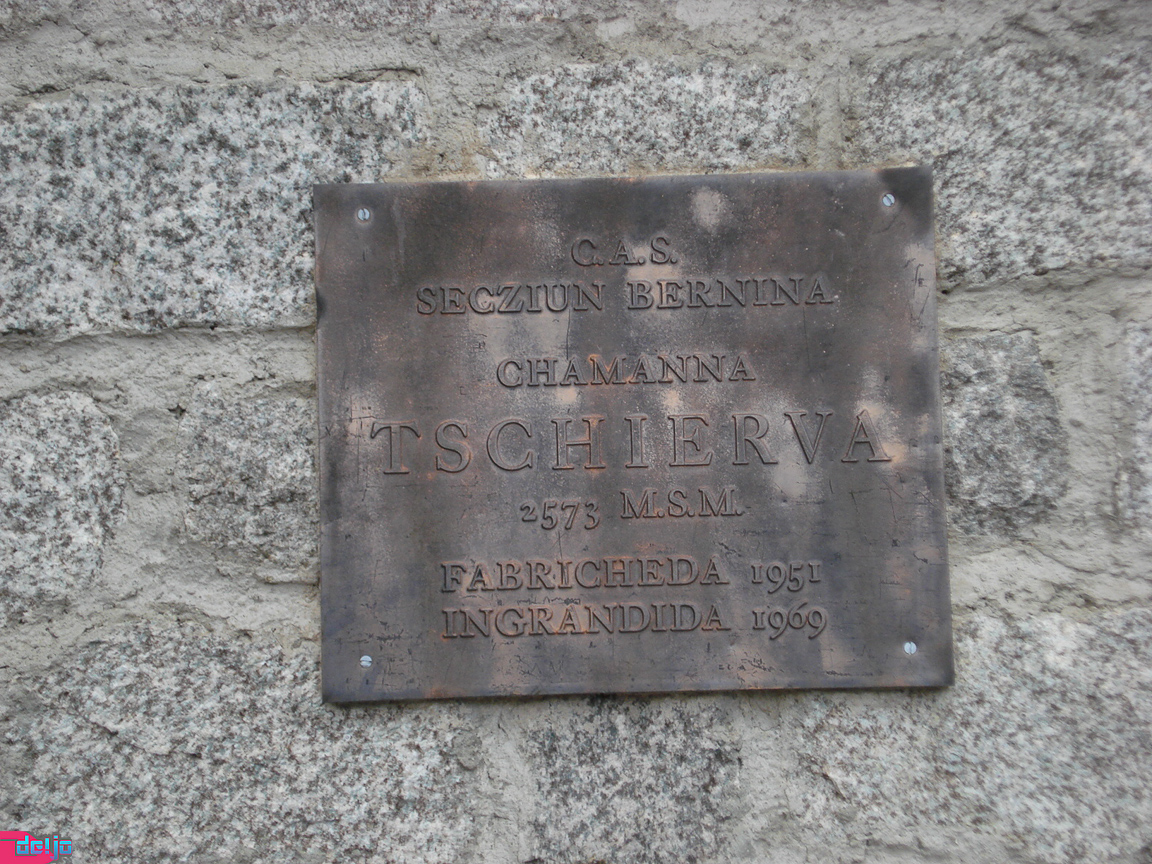 C.A.S.
SECZIUN BERNINA
CHAMANNA
TSCHIERVA
2573 M.S.M.
FABRICHEDA 1951
INGRANDIDA 1969